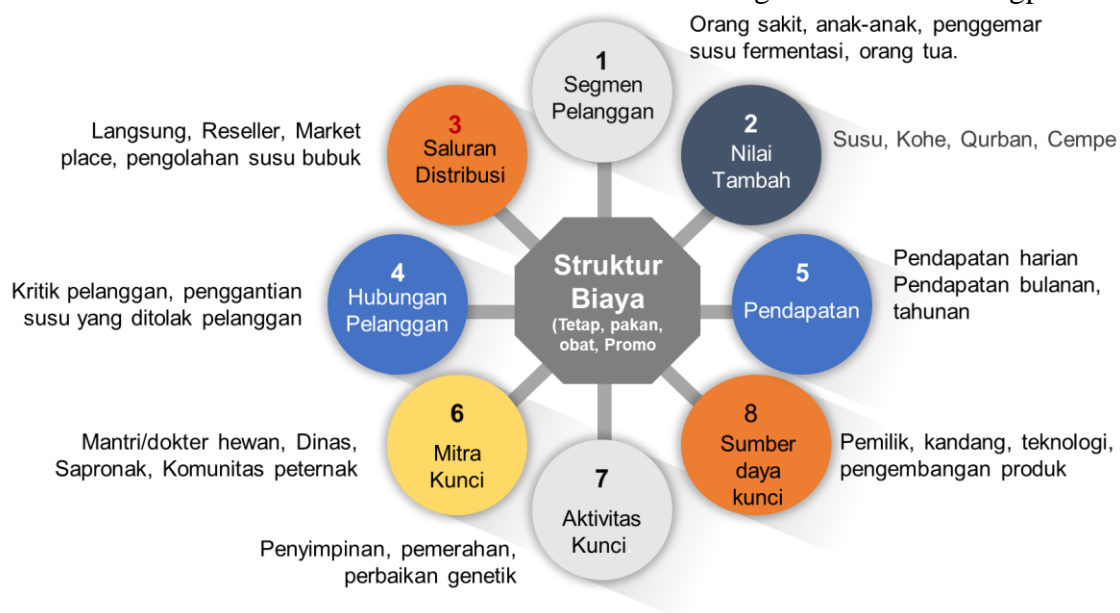 Orang sakit, anak-anak, penggemar
susu fermentasi, orang tua.
1
Segmen
Pelanggan
2
Nilai
Tambah
Susu, Kohe, Qurban, Cempe
3
Saluran
Distribusi
Langsung, Reseller, Market
place, pengolahan susu bubuk
Struktur
Biaya
(Tetap, pakan,
obat, Promo
4
Hubungan
Pelanggan
Kritik pelanggan, penggantian
susu yang ditolak pelanggan
5
Pendapatan
Pendapatan harian
Pendapatan bulanan,
tahunan
6
Mitra
Kunci
Mantri/dokter hewan, Dinas,
Sapronak, Komunitas peternak
7
Aktivitas
Kunci
Penyimpinan, pemerahan,
perbaikan genetik
8
Sumber
daya
kunci
Pemilik, kandang, teknologi,
pengembangan produk